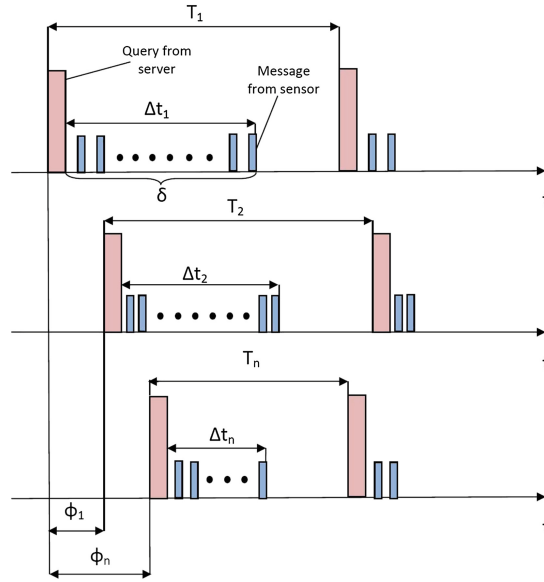 T₁
Query from
server
Message
from sensor
Δt₁
δ
T₂
Δt₂
Tₙ
Δtₙ
ϕ₁
ϕₙ